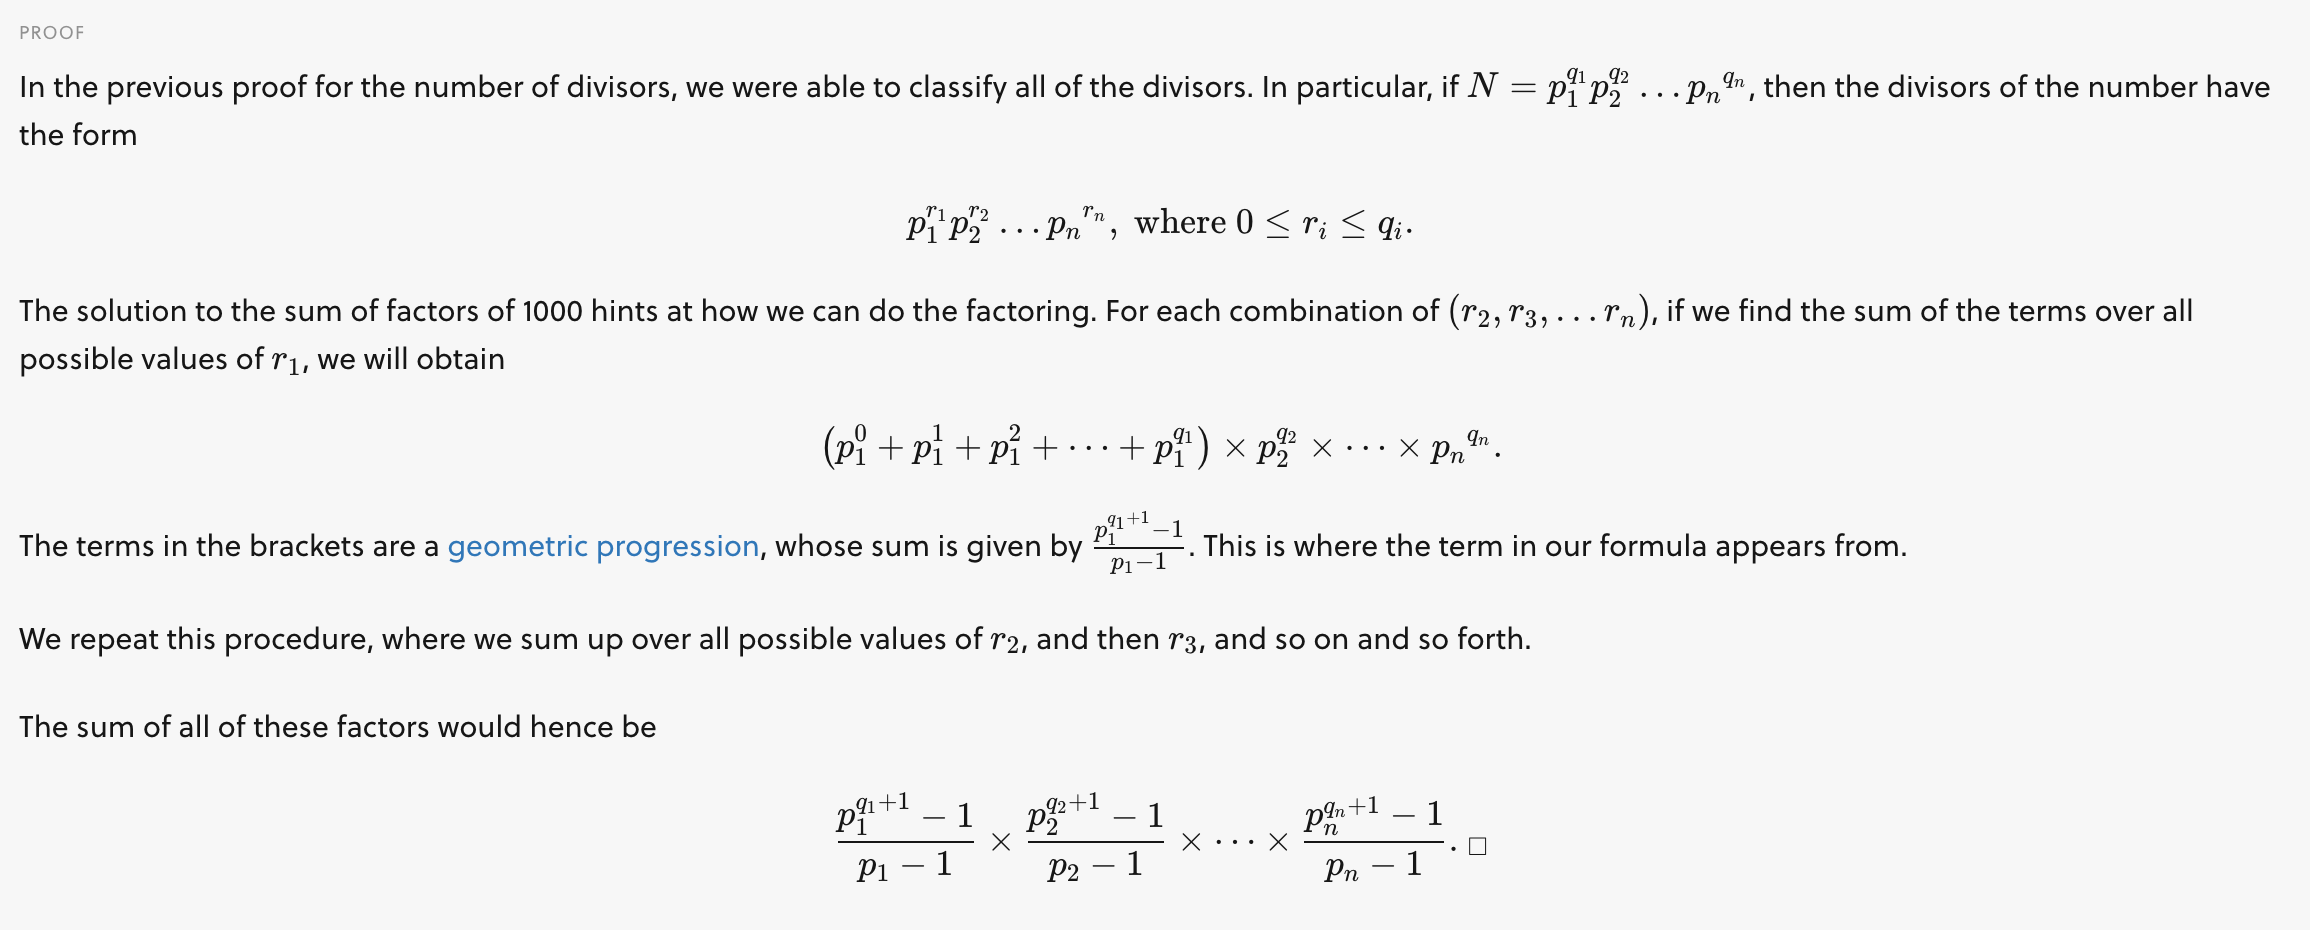 PROOF
In the previous proof for the number of divisors, we were able to classify all of the divisors. In particular, if $N = p_1^{q_1} p_2^{q_2} \ldots {p_n}^{q_n}$, then the divisors of the number have
the form
$p_1^{r_1} p_2^{r_2} \ldots {p_n}^{r_n}, \text{ where } 0 \leq r_i \leq q_i.$
The solution to the sum of factors of 1000 hints at how we can do the factoring. For each combination of $(r_2, r_3, \ldots r_n)$, if we find the sum of the terms over all
possible values of $r_1$, we will obtain
$\left(p_1^0 + p_1^1 + p_1^2 + \cdots + p_1^{q_1}\right) \times p_2^{q_2} \times \cdots \times {p_n}^{q_n}.$
The terms in the brackets are a geometric progression, whose sum is given by $\frac{p_1^{q_1+1}-1}{p_1-1}$. This is where the term in our formula appears from.
We repeat this procedure, where we sum up over all possible values of $r_2$, and then $r_3$, and so on and so forth.
The sum of all of these factors would hence be
$\frac{p_1^{q_1+1} - 1}{p_1 - 1} \times \frac{p_2^{q_2+1} - 1}{p_2 - 1} \times \cdots \times \frac{p_n^{q_n+1} - 1}{p_n - 1}. \ \square$